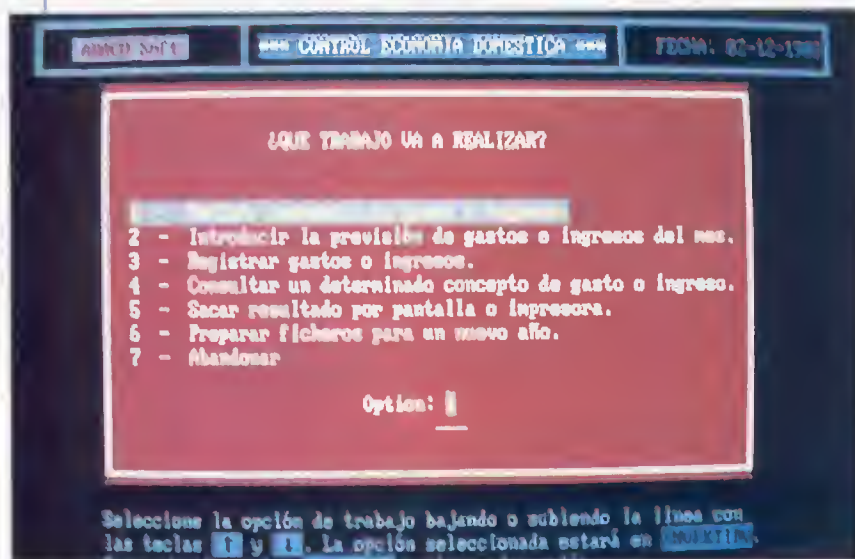 *** CONTROL ECONOMIA DOMESTICA ***
FECHA: 02-12-
¿QUE TRABAJO VA A REALIZAR?
2 - Introducir la previsión de gastos o ingresos del mes.
3 - Registrar gastos o ingresos.
4 - Consultar un determinado concepto de gasto o ingreso.
5 - Sacar resultado por pantalla o impresora.
6 - Preparar ficheros para un nuevo año.
7 - Abandonar
Option:
Seleccione la opción de trabajo bajando o subiendo la línea con
las teclas ↑ y ↓. La opción seleccionada estará en